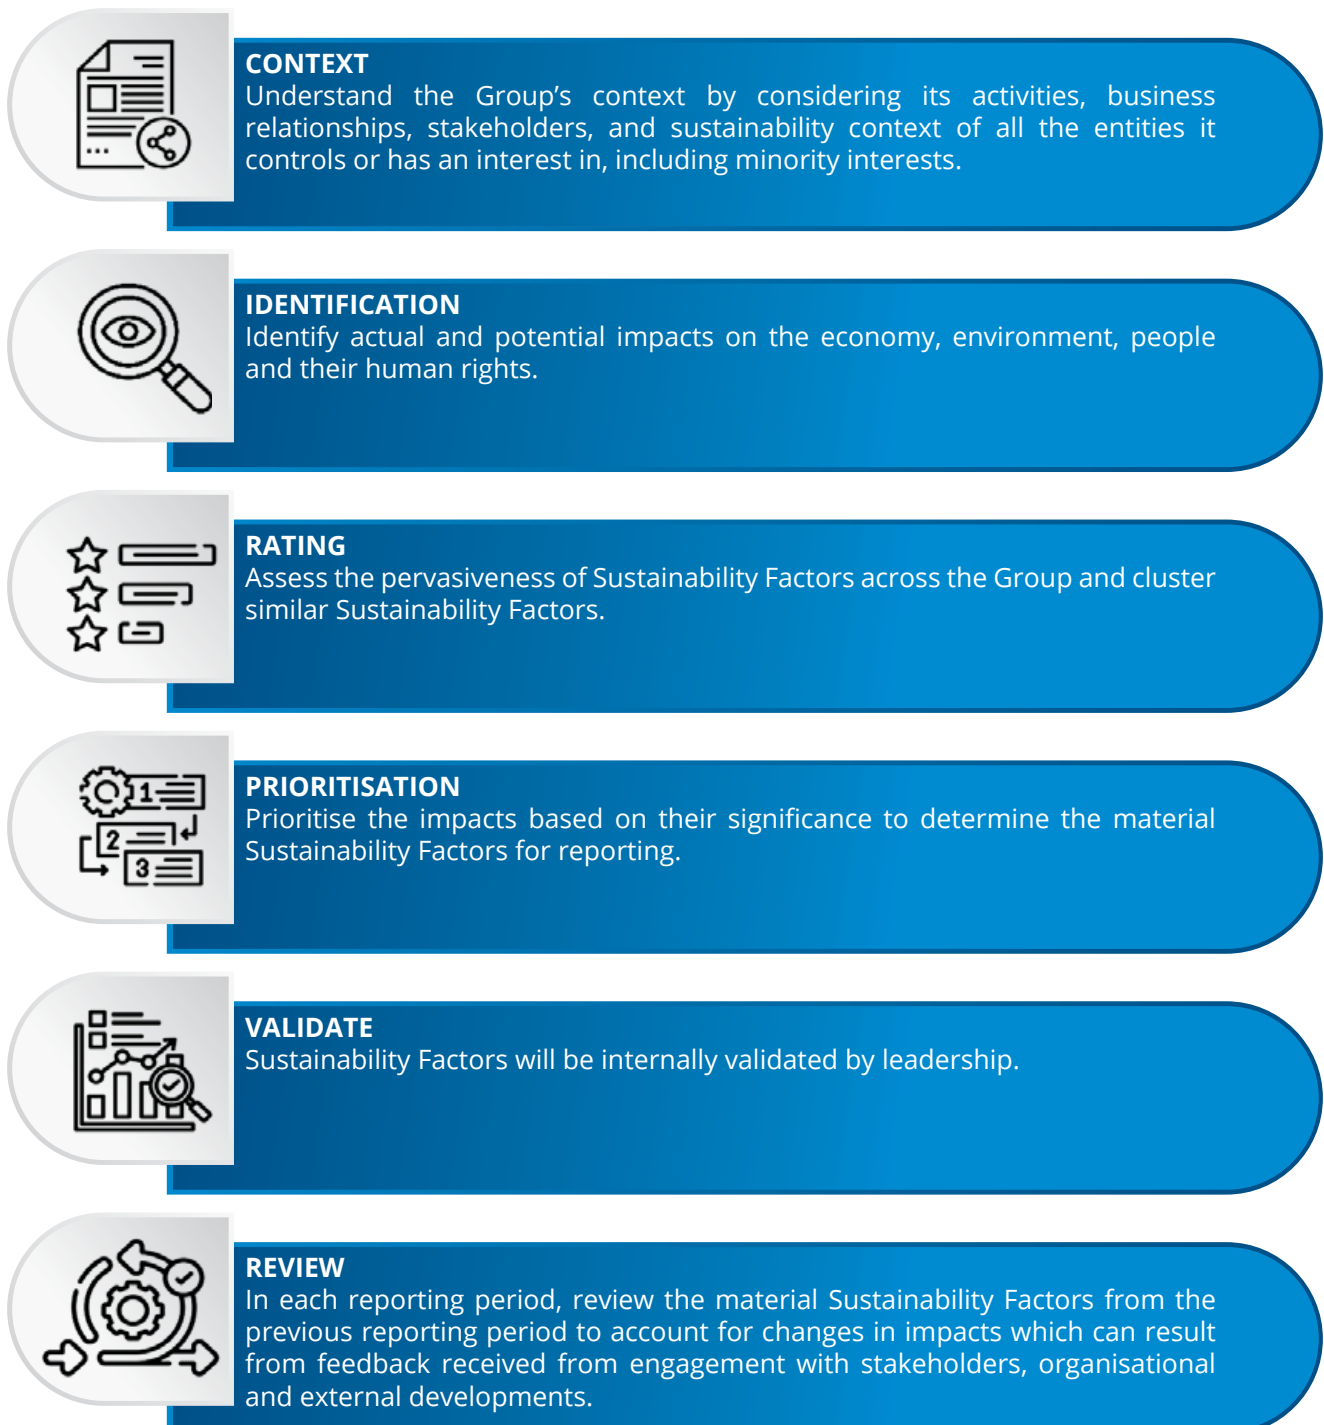 CONTEXT
Understand the Group’s context by considering its activities, business
relationships, stakeholders, and sustainability context of all the entities it
controls or has an interest in, including minority interests.
IDENTIFICATION
Identify actual and potential impacts on the economy, environment, people
and their human rights.
RATING
Assess the pervasiveness of Sustainability Factors across the Group and cluster
similar Sustainability Factors.
1
2
3
PRIORITISATION
Prioritise the impacts based on their significance to determine the material
Sustainability Factors for reporting.
VALIDATE
Sustainability Factors will be internally validated by leadership.
REVIEW
In each reporting period, review the material Sustainability Factors from the
previous reporting period to account for changes in impacts which can result
from feedback received from engagement with stakeholders, organisational
and external developments.